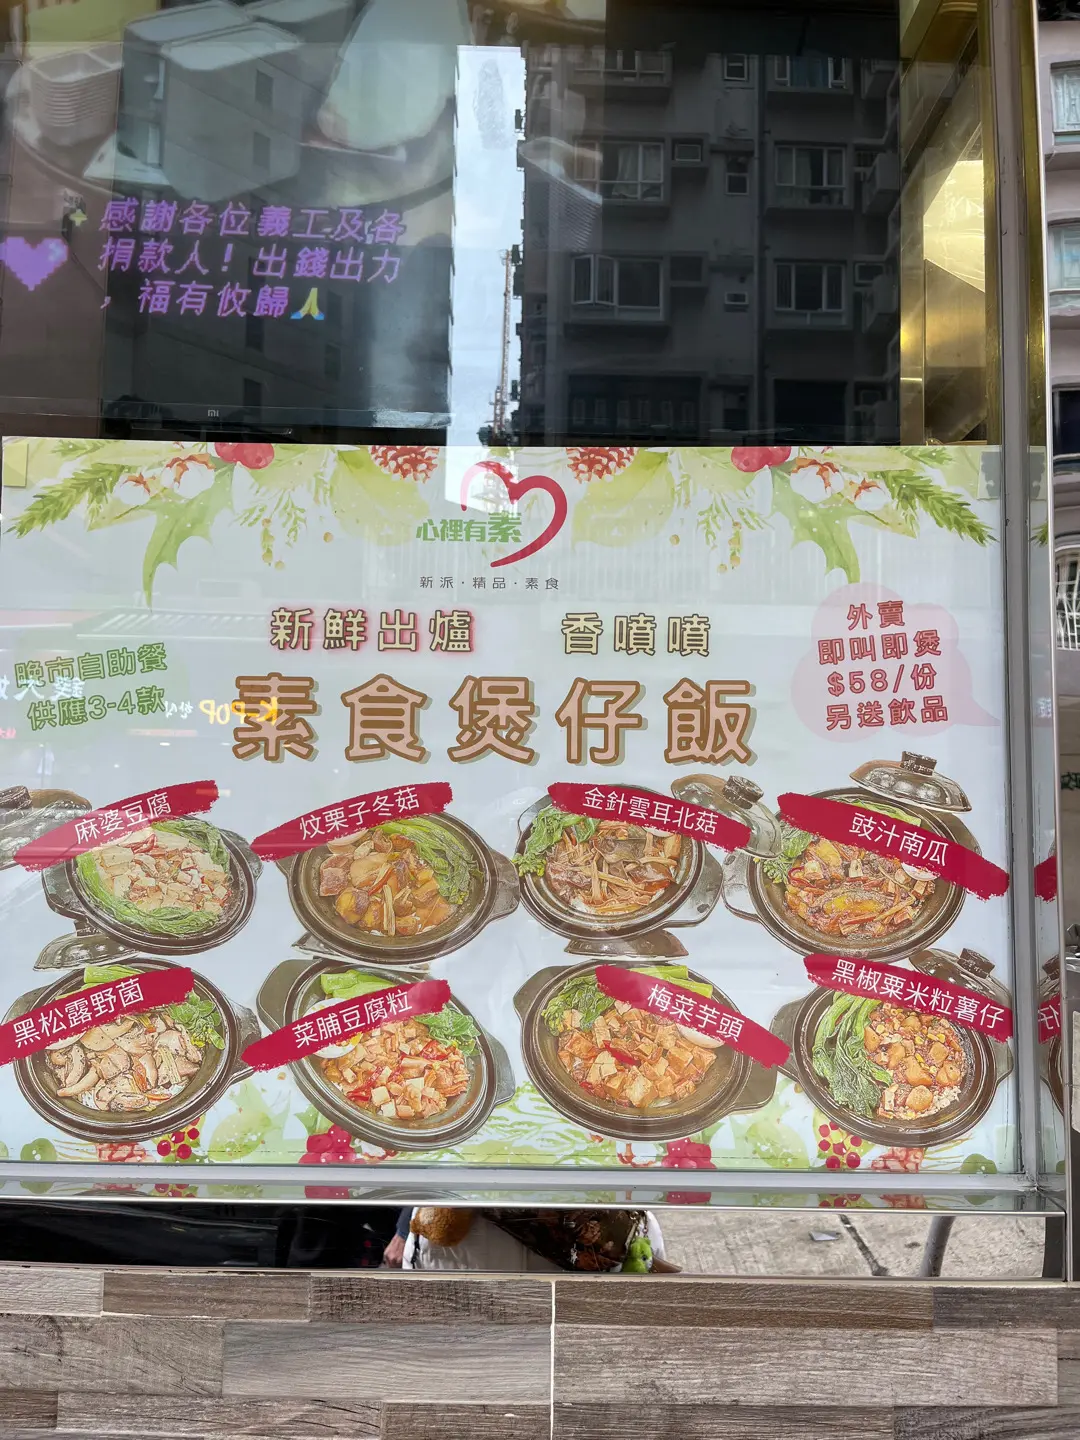 感謝各位義工及各
捐款人！出錢出力
，福有攸歸🙏
mi
心裡有素
新派·精品·素食
新鮮出爐 香噴噴
素食煲仔飯
晚市自助餐
供應3-4款
外賣
即叫即煲
$58/份
另送飲品
K-POP
麻婆豆腐
炆栗子冬菇
金針雲耳北菇
豉汁南瓜
黑松露野菌
菜脯豆腐粒
梅菜芋頭
黑椒粟米粒薯仔